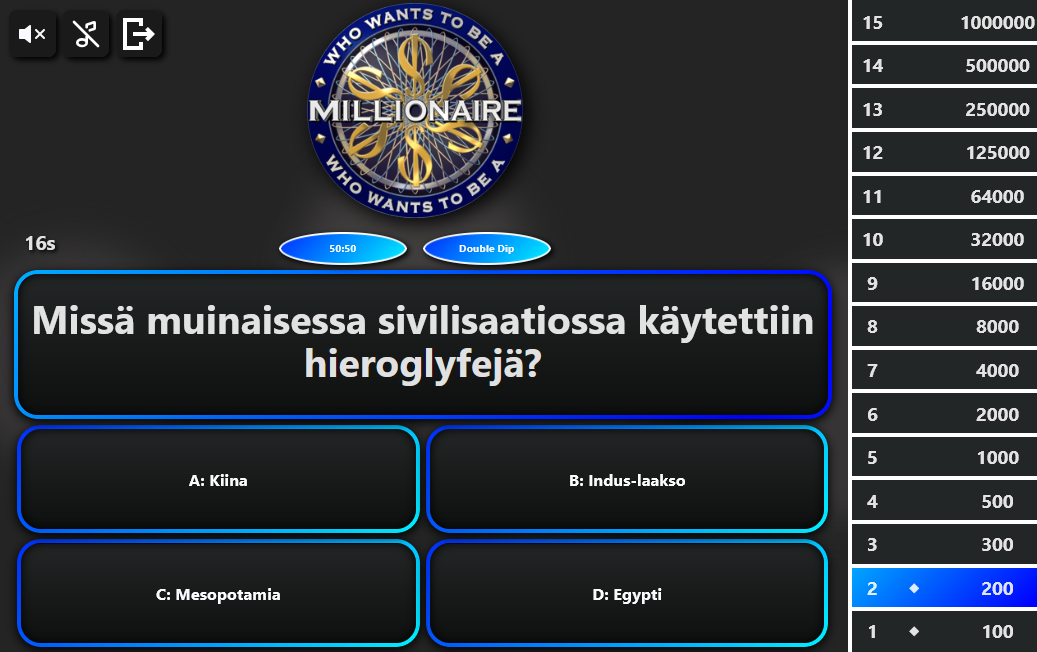 WHO WANTS TO BE A
MILLIONAIRE
WHO WANTS TO BE A
16s
50:50
Double Dip
Missä muinaisessa sivilisaatiossa käytettiin
hieroglyfejä?
A: Kiina
B: Indus-laakso
C: Mesopotamia
D: Egypti
15 1000000
14 500000
13 250000
12 125000
11 64000
10 32000
9 16000
8 8000
7 4000
6 2000
5 1000
4 500
3 300
2 ◆ 200
1 ◆ 100